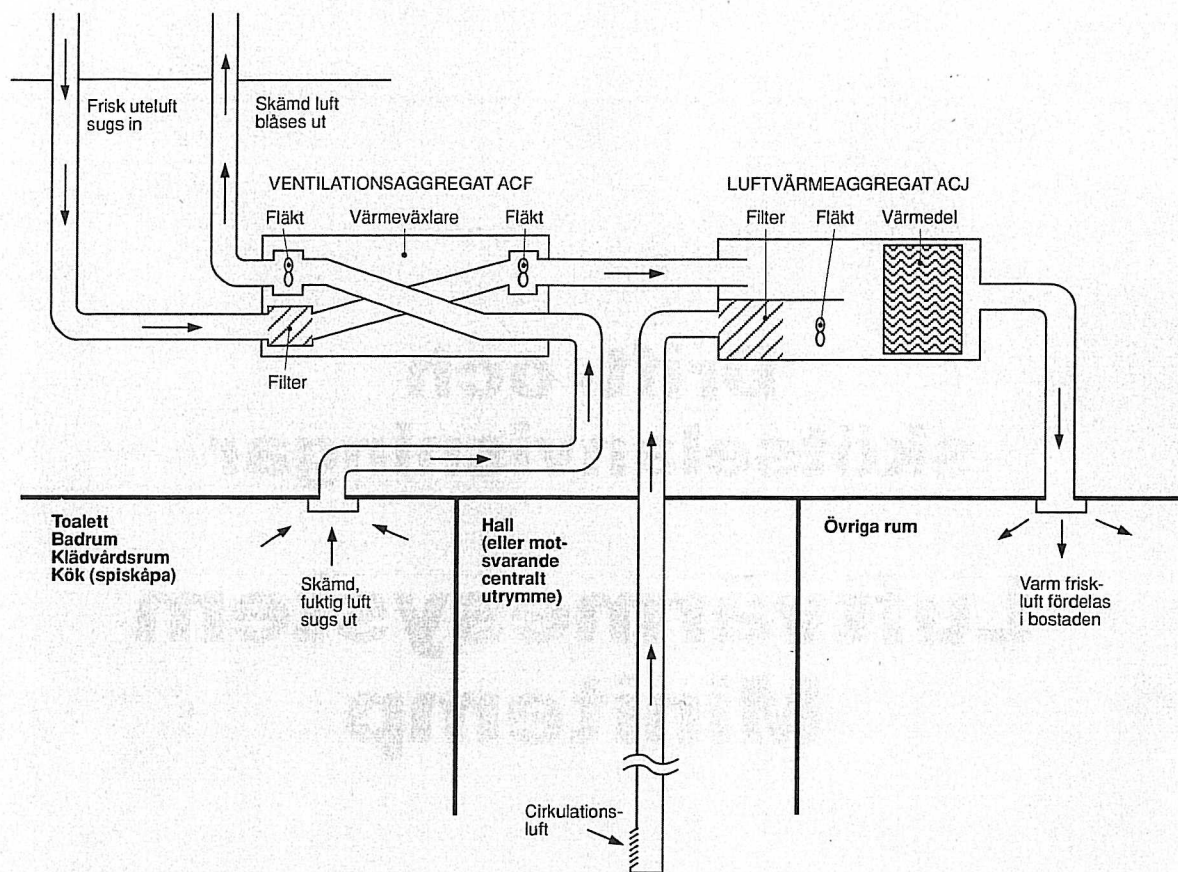 Frisk uteluft
sugs in
Skämd luft
blåses ut
VENTILATIONSAGGREGAT ACF
Fläkt
Värmeväxlare
Fläkt
Filter
LUFTVÄRMEAGGREGAT ACJ
Filter
Fläkt
Värmedel
Toalett
Badrum
Klädvårdsrum
Kök (spiskåpa)
Skämd,
fuktig luft
sugs ut
Hall
(eller mot-
svarande
centralt
utrymme)
Övriga rum
Varm frisk-
luft fördelas
i bostaden
Cirkulations-
luft